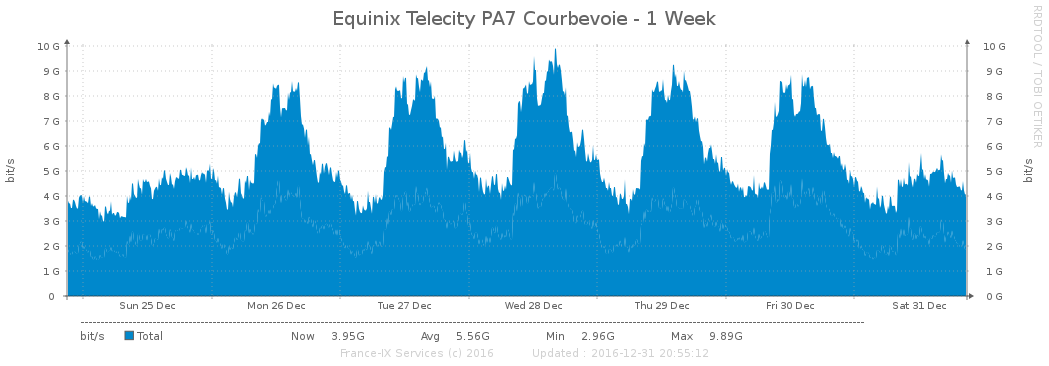 Equinix Telecity PA7 Courbevoie - 1 Week
RRDTOOL / TOBI OETIKER
bit/s
10 G
9 G
8 G
7 G
6 G
5 G
4 G
3 G
2 G
1 G
0
10 G
9 G
8 G
7 G
6 G
5 G
4 G
3 G
2 G
1 G
0 G
bit/s
Sun 25 Dec Mon 26 Dec Tue 27 Dec Wed 28 Dec Thu 29 Dec Fri 30 Dec Sat 31 Dec
bit/s Total Now 3.95G Avg 5.56G Min 2.96G Max 9.89G
France-IX Services (c) 2016 Updated : 2016-12-31 20:55:12